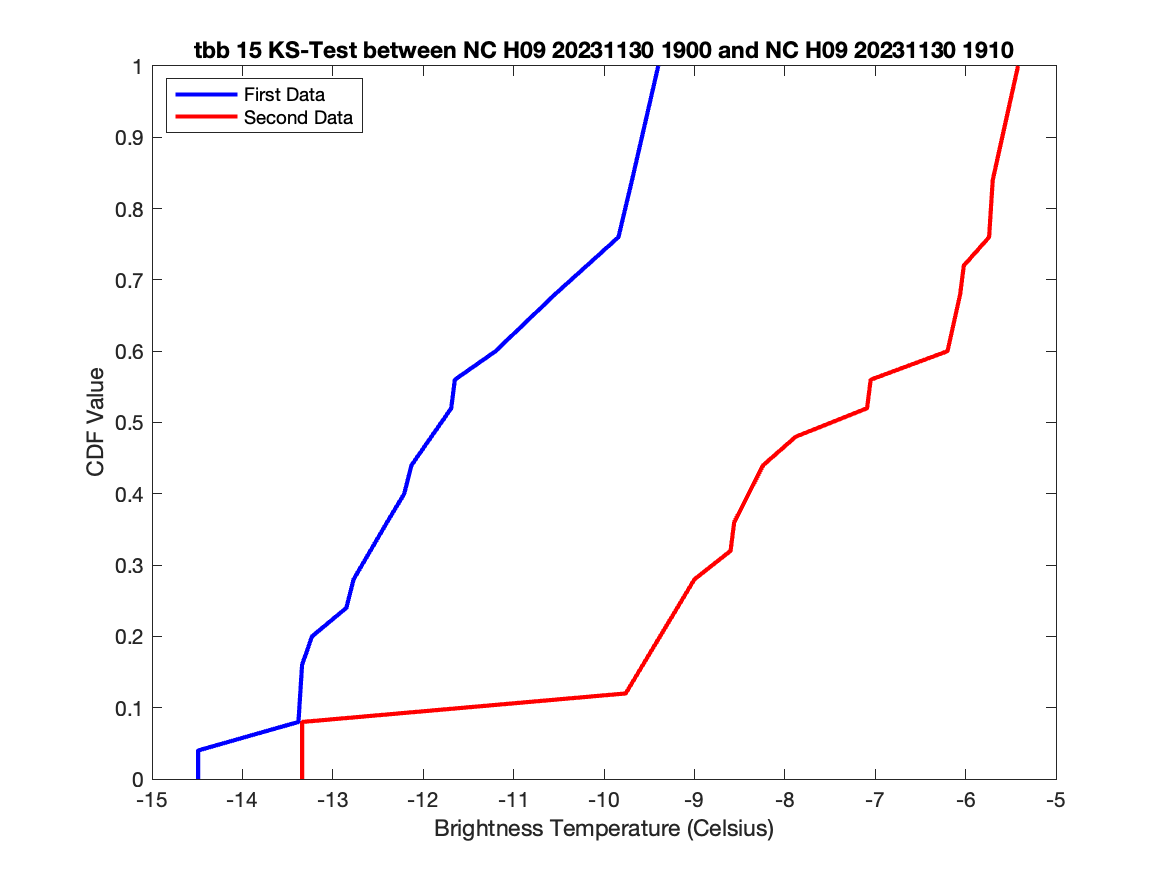 tbb 15 KS-Test between NC H09 20231130 1900 and NC H09 20231130 1910
First Data
Second Data
CDF Value
1
0.9
0.8
0.7
0.6
0.5
0.4
0.3
0.2
0.1
0
-15 -14 -13 -12 -11 -10 -9 -8 -7 -6 -5
Brightness Temperature (Celsius)